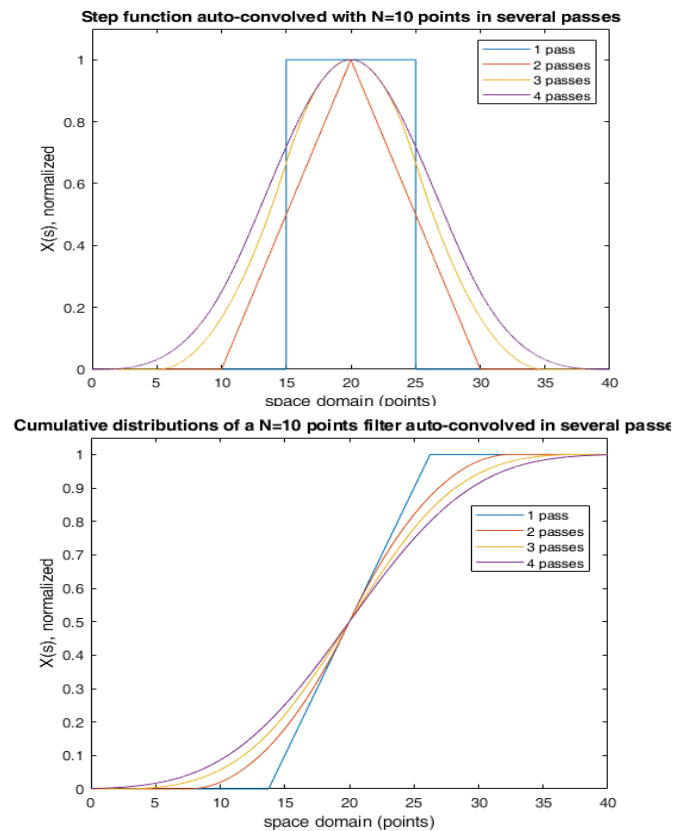 Step function auto-convolved with N=10 points in several passes
1 pass
2 passes
3 passes
4 passes
1
0.8
0.6
0.4
0.2
0
X(s), normalized
0 5 10 15 20 25 30 35 40
space domain (points)
Cumulative distributions of a N=10 points filter auto-convolved in several passe
1 pass
2 passes
3 passes
4 passes
1
0.9
0.8
0.7
0.6
0.5
0.4
0.3
0.2
0.1
0
X(s), normalized
0 5 10 15 20 25 30 35 40
space domain (points)